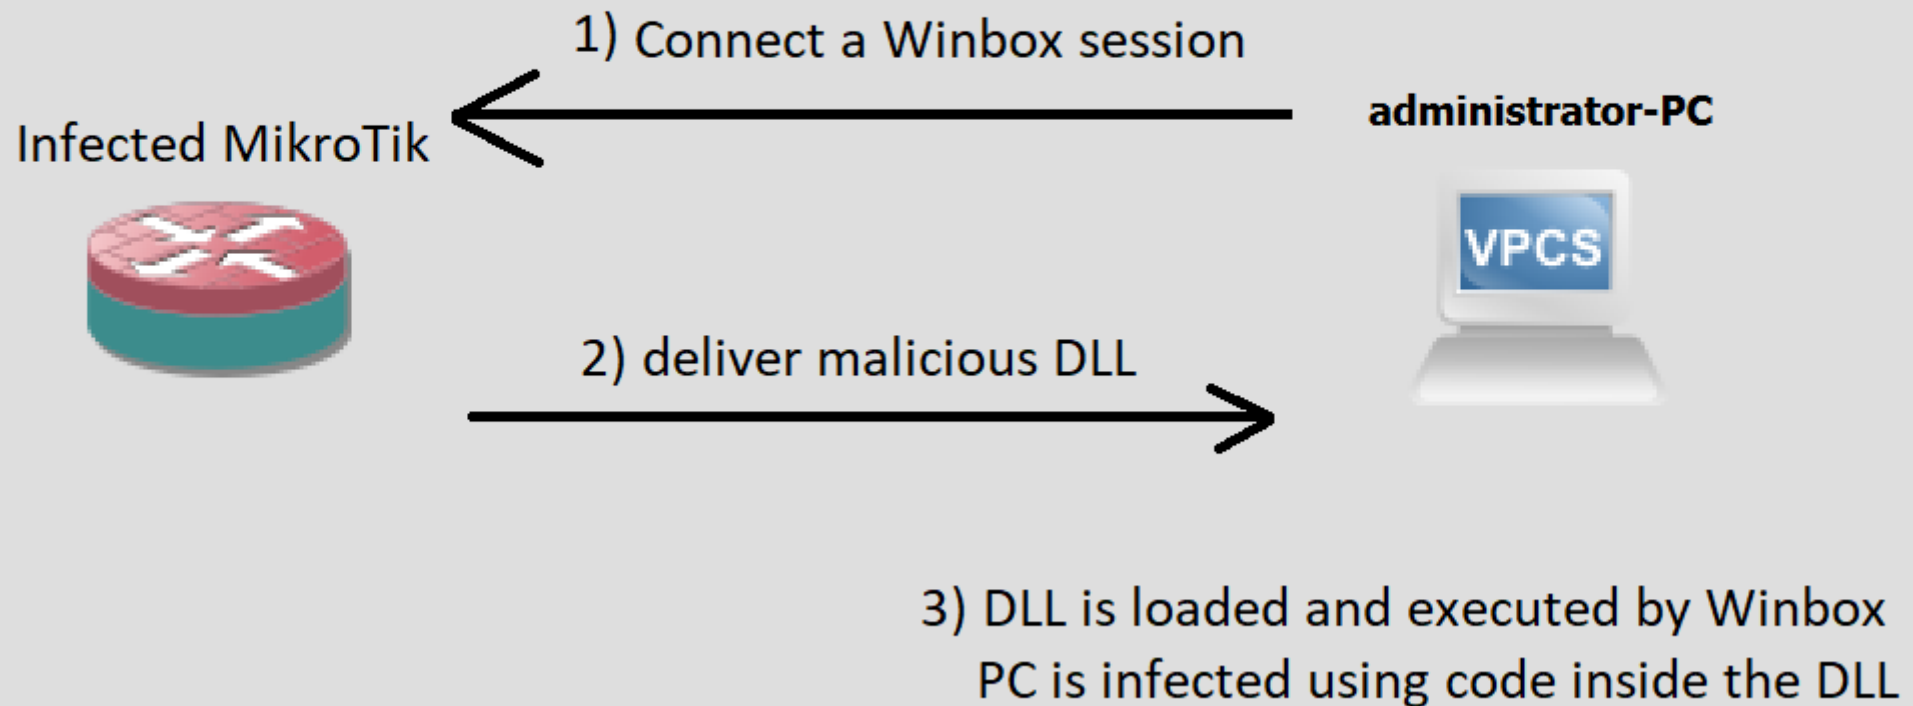 1) Connect a Winbox session
administrator-PC
Infected MikroTik
VPCS
2) deliver malicious DLL
3) DLL is loaded and executed by Winbox
PC is infected using code inside the DLL